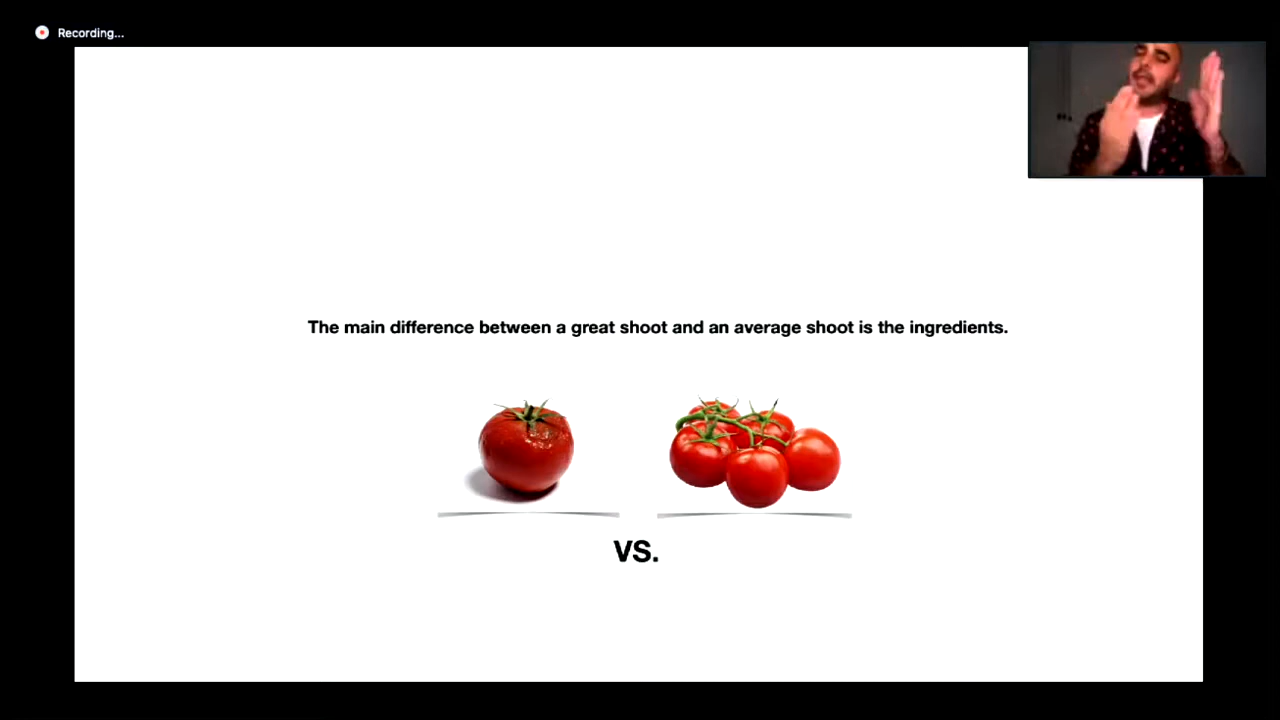 Recording...
The main difference between a great shoot and an average shoot is the ingredients.
VS.